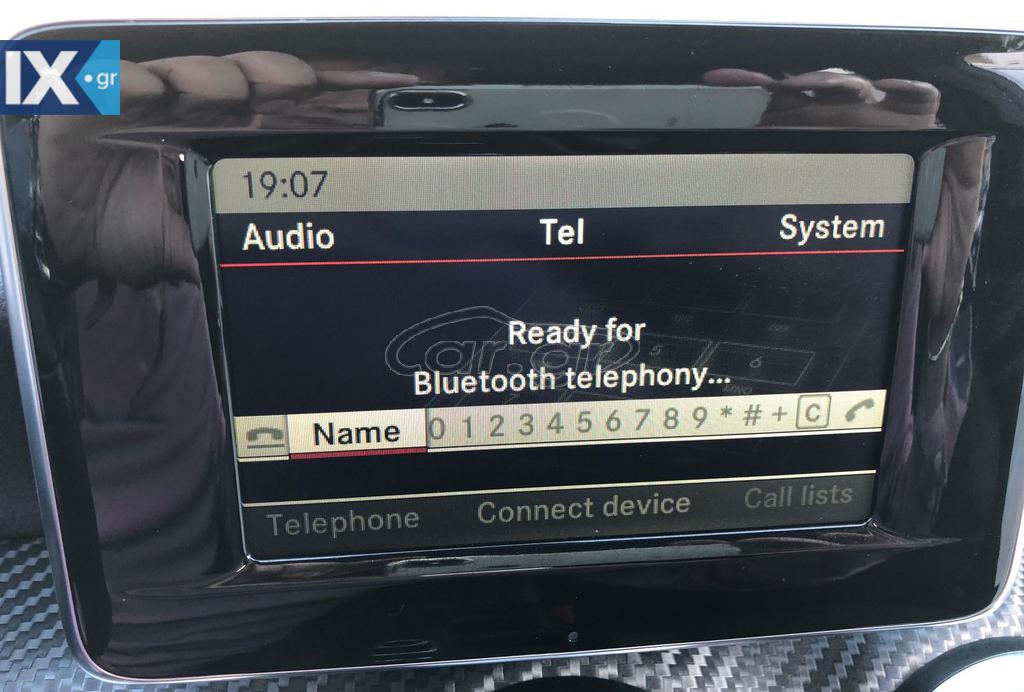 IX.gr
19:07
Audio Tel System
Ready for
Bluetooth telephony...
Name 0 1 2 3 4 5 6 7 8 9 * # + C
Telephone Connect device Call lists